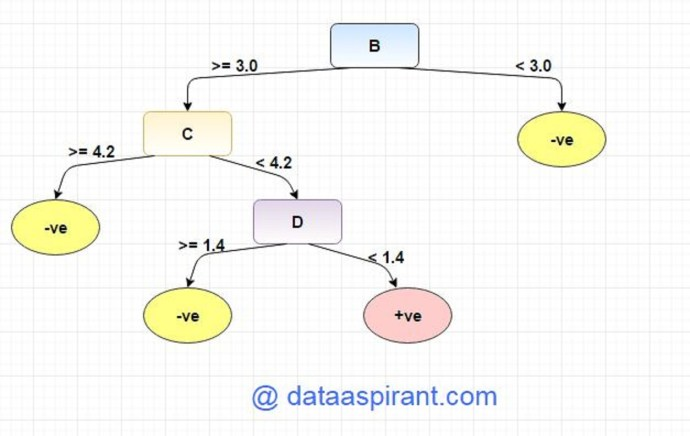 B
>= 3.0
< 3.0
C
-ve
>= 4.2
< 4.2
-ve
D
>= 1.4
< 1.4
-ve
+ve
@ dataaspirant.com